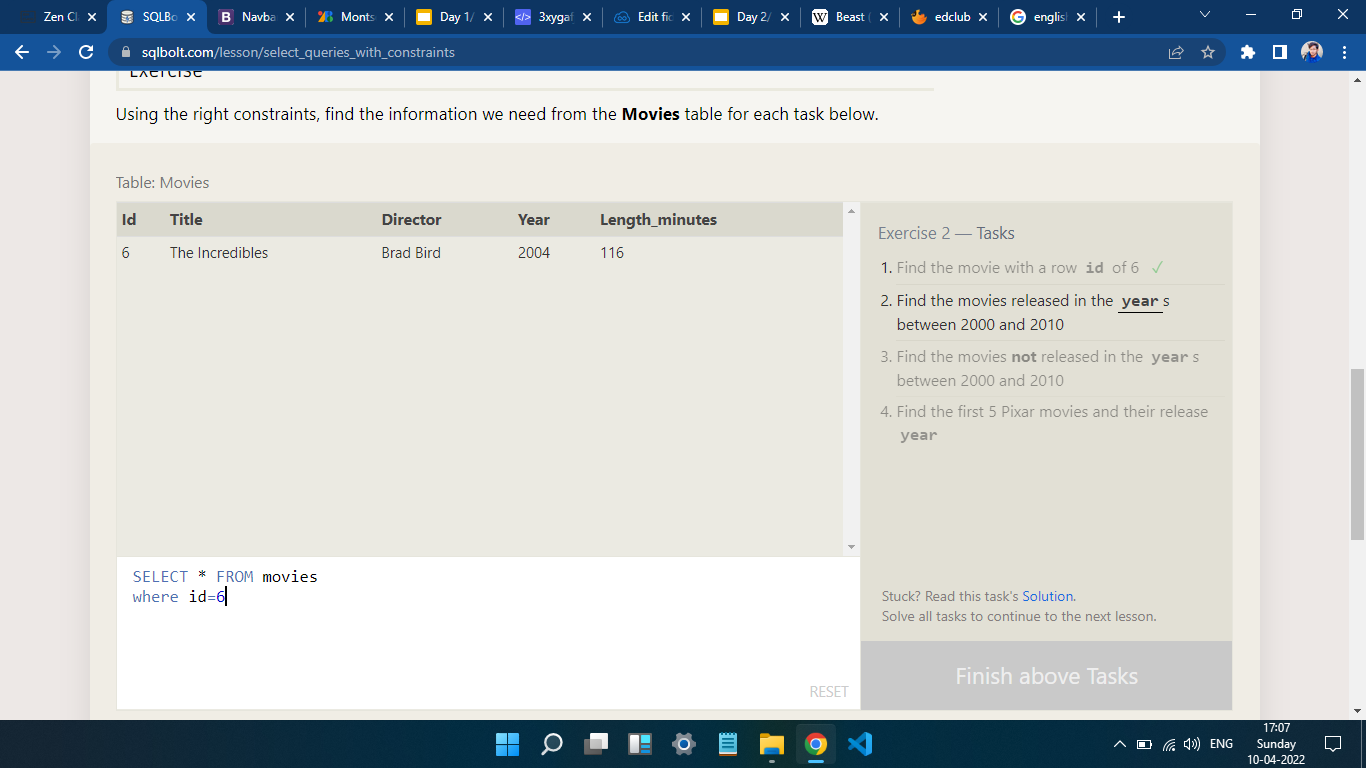 Zen Cl
SQLBo
Navba
Monts
Day 1/
3xygaf
Edit fic
Day 2/
Beast (
edclub
englis
sqlbolt.com/lesson/select_queries_with_constraints
Exercise
Using the right constraints, find the information we need from the Movies table for each task below.
Table: Movies
Id Title Director Year Length_minutes
6 The Incredibles Brad Bird 2004 116
Exercise 2 — Tasks
1. Find the movie with a row id of 6 ✓
2. Find the movies released in the year s
between 2000 and 2010
3. Find the movies not released in the year s
between 2000 and 2010
4. Find the first 5 Pixar movies and their release
year
SELECT * FROM movies
where id=6
RESET
Stuck? Read this task's Solution.
Solve all tasks to continue to the next lesson.
Finish above Tasks
ENG
17:07
Sunday
10-04-2022